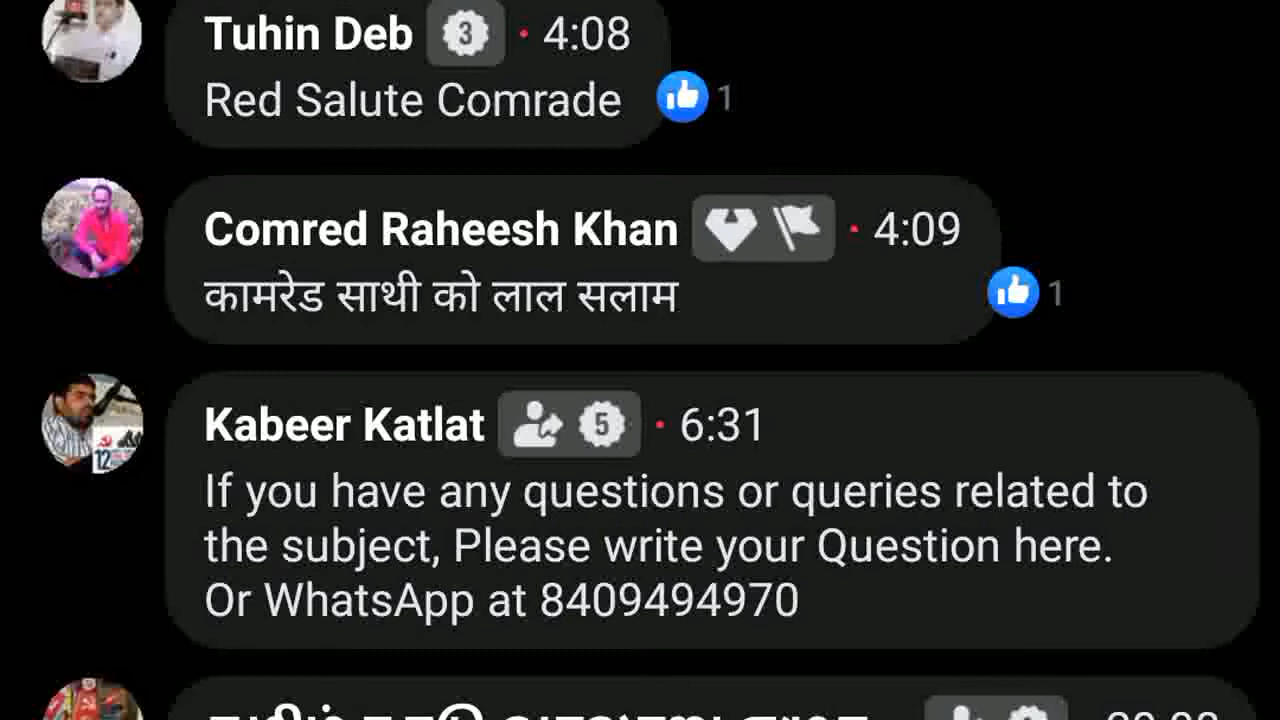 Tuhin Deb 3 · 4:08
Red Salute Comrade 1
Comred Raheesh Khan · 4:09
कामरेड साथी को लाल सलाम 1
Kabeer Katlat 5 · 6:31
If you have any questions or queries related to
the subject, Please write your Question here.
Or WhatsApp at 8409494970